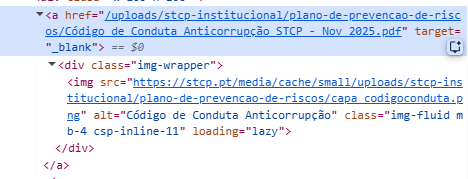 <a href="/uploads/stcp-institucional/plano-de-prevencao-de-risc
os/Código de Conduta Anticorrupção STCP - Nov 2025.pdf" target=
"_blank"> == $0
<div class="img-wrapper">
<img src="https://stcp.pt/media/cache/small/uploads/stcp-ins
titucional/plano-de-prevencao-de-riscos/capa_codigoconduta.p
ng" alt="Código de Conduta Anticorrupção" class="img-fluid m
b-4 csp-inline-11" loading="lazy">
</div>
</a>